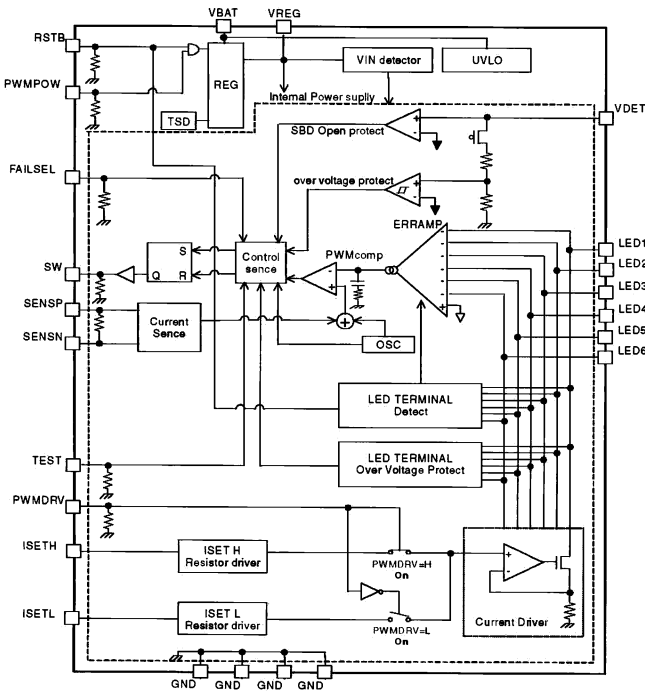 VBAT
VREG
RSTB
PWMPOW
REG
VIN detector
UVLO
TSD
Internal Power supliy
VDET
SBD Open protect
FAILSEL
over voltage protect
ERRAMP
LED1
LED2
LED3
LED4
LED5
LED6
PWMcomp
SW
S
Q
R
Control
sence
SENSP
SENSN
Current
Sence
OSC
LED TERMINAL
Detect
LED TERMINAL
Over Voltage Protect
TEST
PWMDRV
ISETH
ISET H
Resistor driver
PWMDRV=H
On
ISETL
ISET L
Resistor driver
PWMDRV=L
On
Current Driver
GND
GND
GND
GND